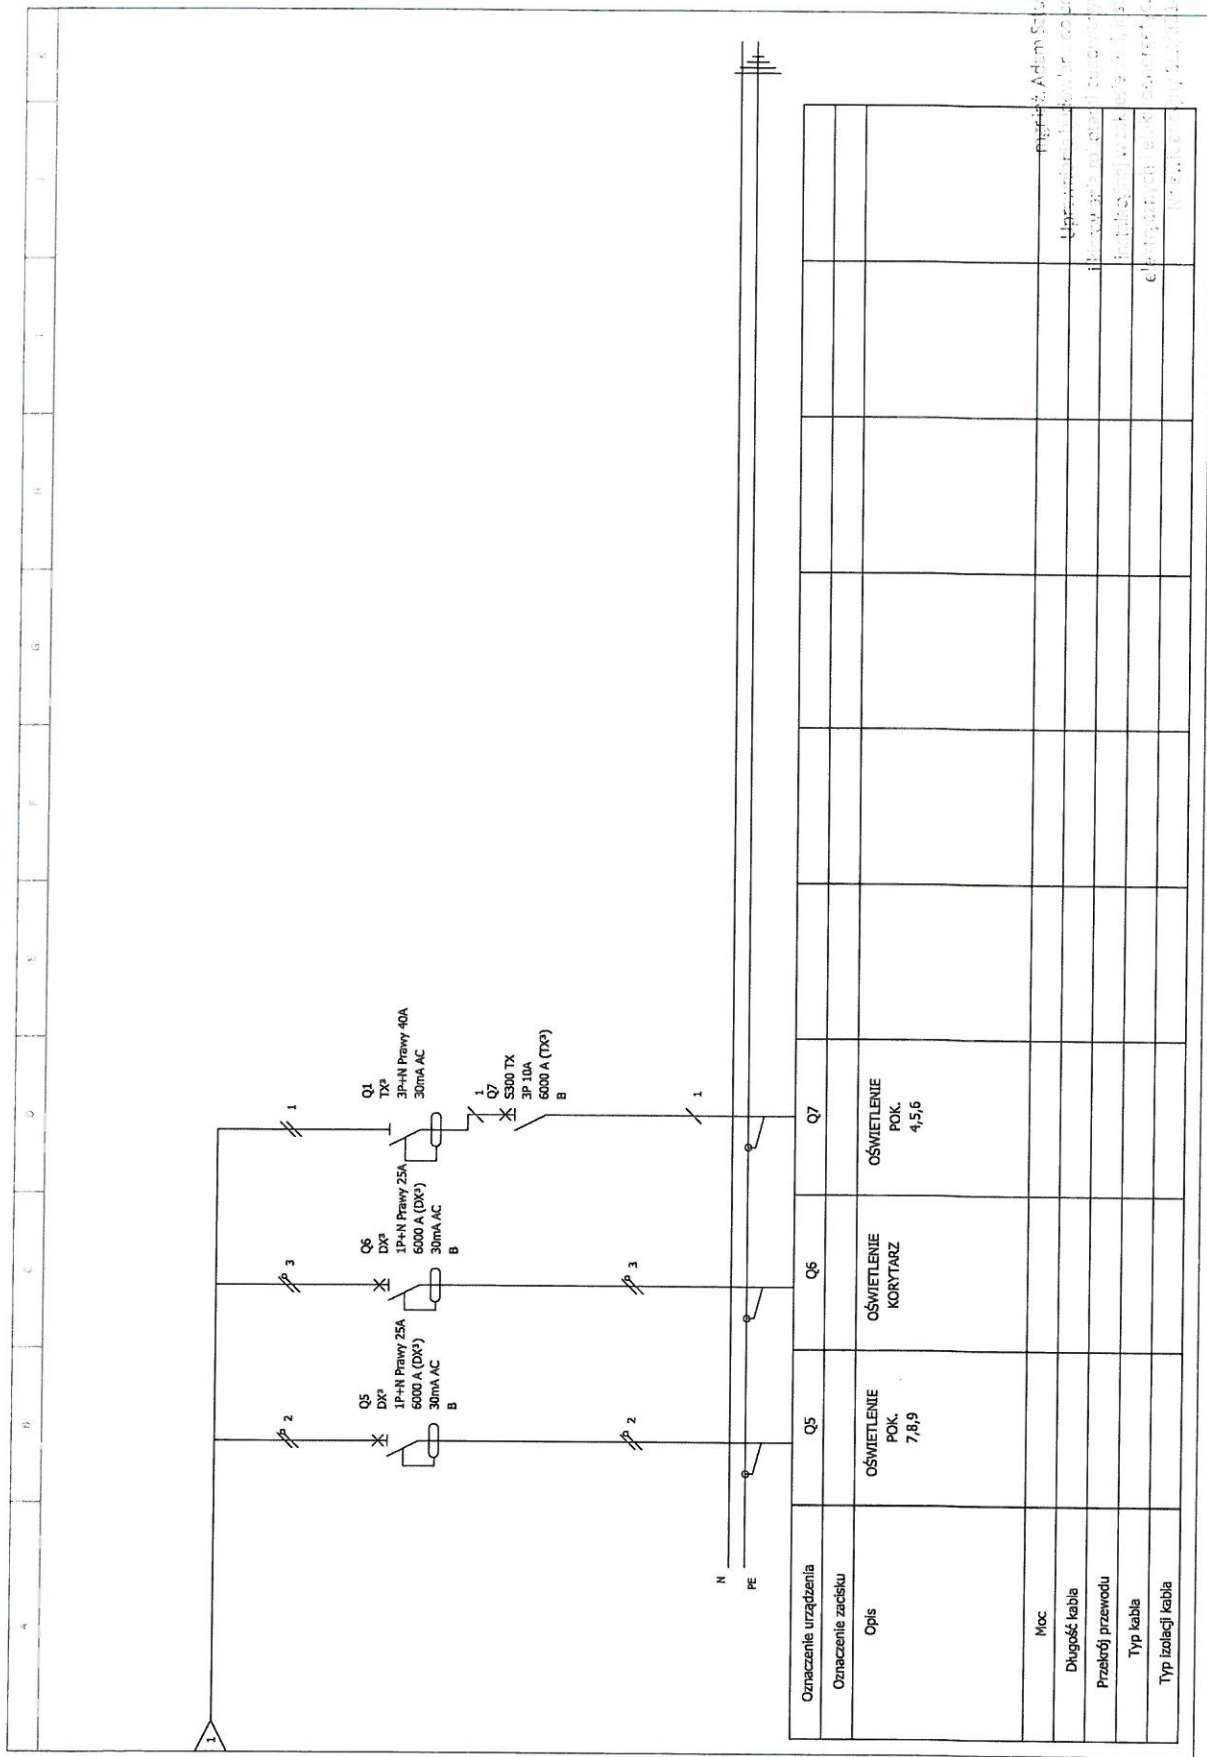 A B C D E F G H I J K
1
2
3
1
Q5
DX³
1P+N Prawy 25A
6000 A (DX³)
30mA AC
B
Q6
DX³
1P+N Prawy 25A
6000 A (DX³)
30mA AC
B
Q1
TX³
3P+N Prawy 40A
30mA AC
1
Q7
S300 TX
3P 10A
6000 A (TX³)
B
2
3
1
N
PE
Oznaczenie urządzenia Q5 Q6 Q7
Oznaczenie zacisku
Opis
OŚWIETLENIE
POK.
7,8,9
OŚWIETLENIE
KORYTARZ
OŚWIETLENIE
POK.
4,5,6
Moc
Długość kabla
Przekrój przewodu
Typ kabla
Typ izolacji kabla
mgr inż. Adam